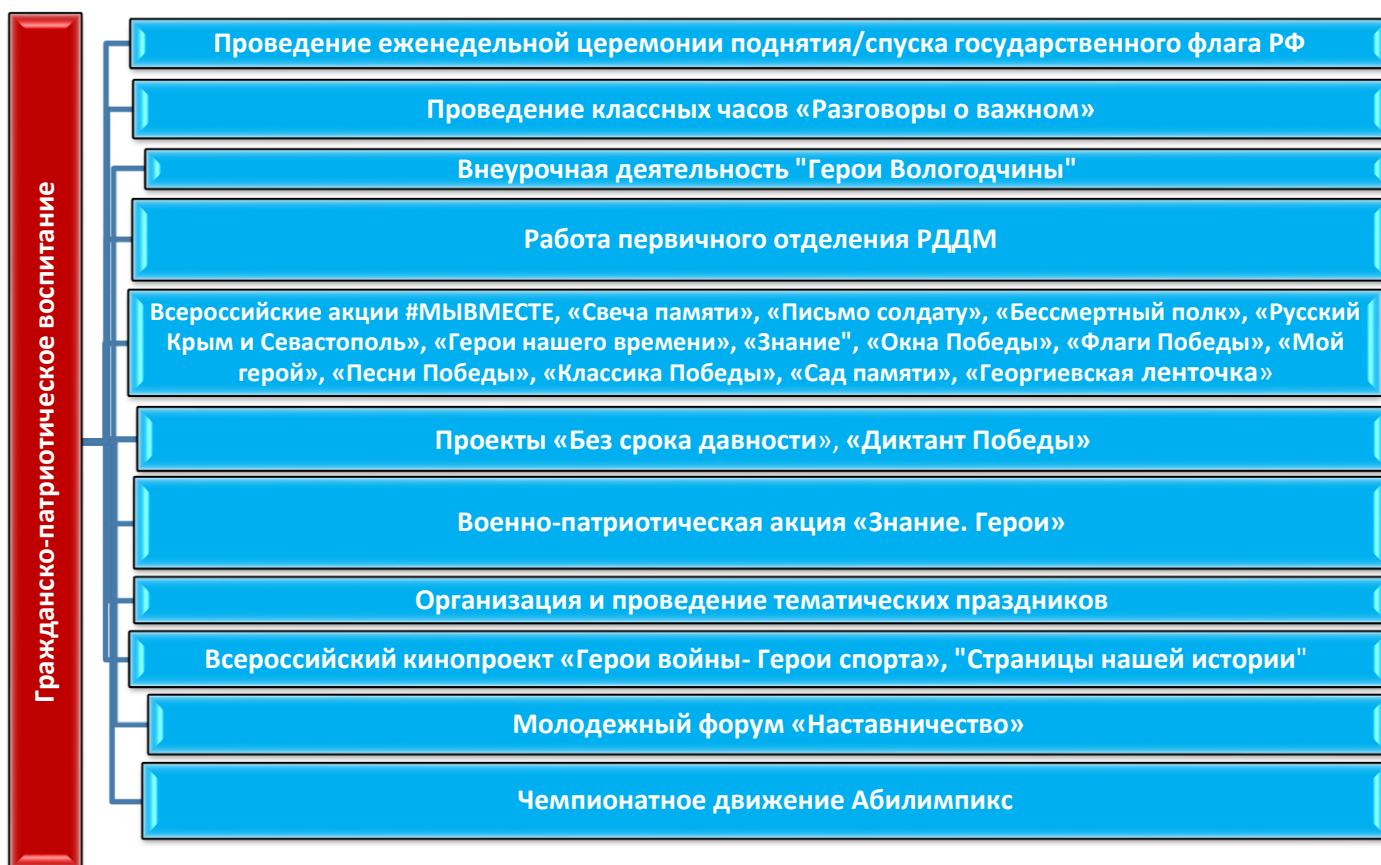 Гражданско-патриотическое воспитание
Проведение еженедельной церемонии поднятия/спуска государственного флага РФ
Проведение классных часов «Разговоры о важном»
Внеурочная деятельность "Герои Вологодчины"
Работа первичного отделения РДДМ
Всероссийские акции #МЫВМЕСТЕ, «Свеча памяти», «Письмо солдату», «Бессмертный полк», «Русский
Крым и Севастополь», «Герои нашего времени», «Знание", «Окна Победы», «Флаги Победы», «Мой
герой», «Песни Победы», «Классика Победы», «Сад памяти», «Георгиевская ленточка»
Проекты «Без срока давности», «Диктант Победы»
Военно-патриотическая акция «Знание. Герои»
Организация и проведение тематических праздников
Всероссийский кинопроект «Герои войны- Герои спорта», "Страницы нашей истории"
Молодежный форум «Наставничество»
Чемпионатное движение Абилимпикс